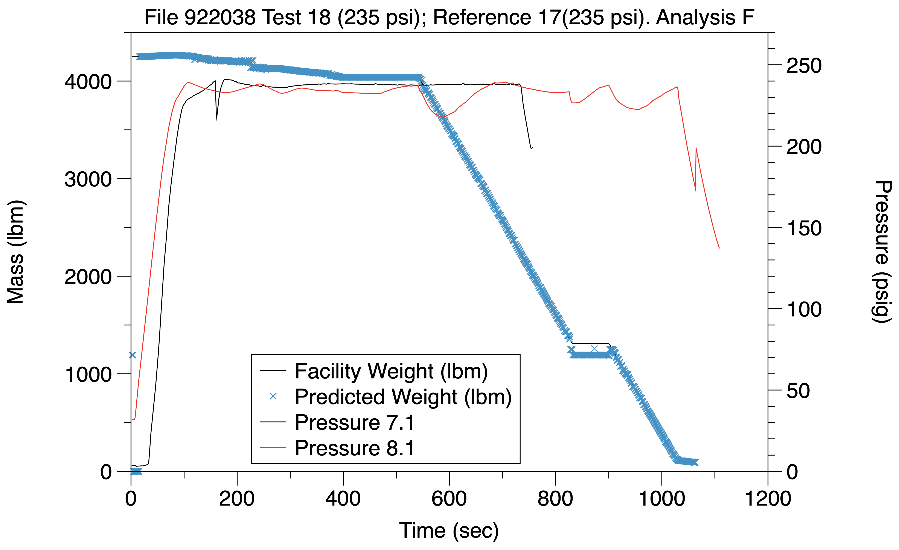 File 922038 Test 18 (235 psi); Reference 17(235 psi). Analysis F
4000
3000
2000
1000
0
Mass (lbm)
250
200
150
100
50
0
Pressure (psig)
Facility Weight (lbm)
Predicted Weight (lbm)
Pressure 7.1
Pressure 8.1
0 200 400 600 800 1000 1200
Time (sec)